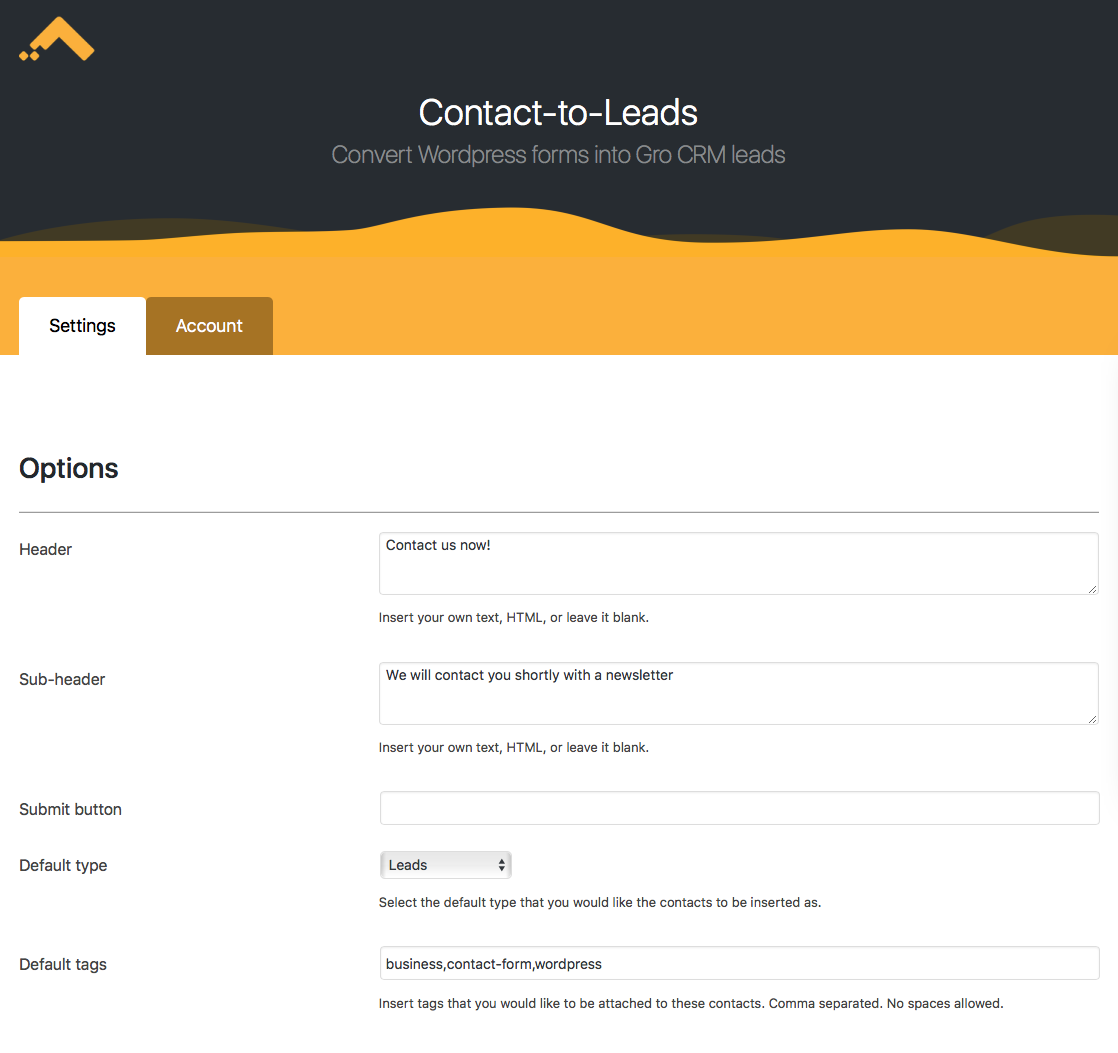 Contact-to-Leads
Convert Wordpress forms into Gro CRM leads
Settings
Account
Options
Header
Contact us now!
Insert your own text, HTML, or leave it blank.
Sub-header
We will contact you shortly with a newsletter
Insert your own text, HTML, or leave it blank.
Submit button
Default type
Leads
Select the default type that you would like the contacts to be inserted as.
Default tags
business,contact-form,wordpress
Insert tags that you would like to be attached to these contacts. Comma separated. No spaces allowed.